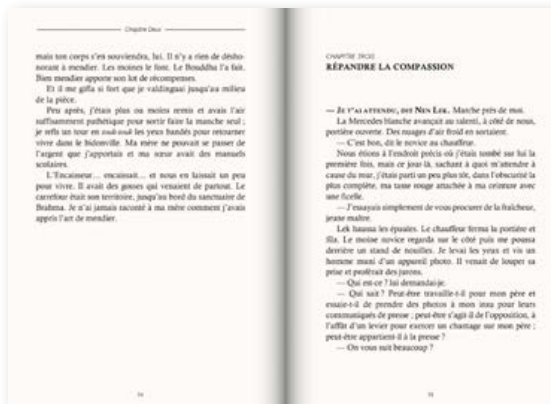 Chapitre Deux
mais ton corps s'en souviendra, lui. Il n'y a rien de désho-
norant à mendier. Les moines le font. Le Bouddha l'a fait.
Bien mendier apporte son lot de récompenses.
Et il me gifla si fort que je valdinguai jusqu'au milieu
de la pièce.
Peu après, j'étais plus ou moins remis et avais l'air
suffisamment pathétique pour sortir faire la manche seul ;
je refis un tour en touk-touk les yeux bandés pour retourner
vivre dans le bidonville. Ma mère ne pouvait se passer de
l'argent que j'apportais et ma sœur avait des manuels
scolaires.
L'Encaisseur... encaissait... et nous en laissait un peu
pour vivre. Il avait des gosses qui venaient de partout. Le
carrefour était son territoire, jusqu'au bord du sanctuaire de
Brahma. Je n'ai jamais raconté à ma mère comment j'avais
appris l'art de mendier.
CHAPITRE TROIS
RÉPANDRE LA COMPASSION
— JE T'AI ATTENDU, DIT NEN LEK. Marche près de moi.
La Mercedes blanche avançait au ralenti, à côté de nous,
portière ouverte. Des nuages d'air froid en sortaient.
— C'est bon, dit le novice au chauffeur.
Nous étions à l'endroit précis où j'étais tombé sur lui la
première fois, mais ce jour-là, sachant à quoi m'attendre à
cause du mur, j'étais parti un peu plus tôt, dans l'obscurité la
plus complète, ma tasse rouge attachée à ma ceinture avec
une ficelle.
— J'essayais simplement de vous procurer de la fraîcheur,
jeune maître.
Lek haussa les épaules. Le chauffeur ferma la portière et
fila. Le moine novice regarda sur le côté puis me poussa
derrière un stand de nouilles. Je levai les yeux et vis un
homme muni d'un appareil photo. Il venait de louper sa
prise et proférait des jurons.
— Qui est-ce ? lui demandai-je.
— Qui sait ? Peut-être travaille-t-il pour mon père et
essaie-t-il de prendre des photos à mon insu pour leurs
communiqués de presse ; peut-être s'agit-il de l'opposition, à
l'affût d'un levier pour exercer un chantage sur mon père ;
peut-être appartient-il à la presse ?
— On vous suit beaucoup ?